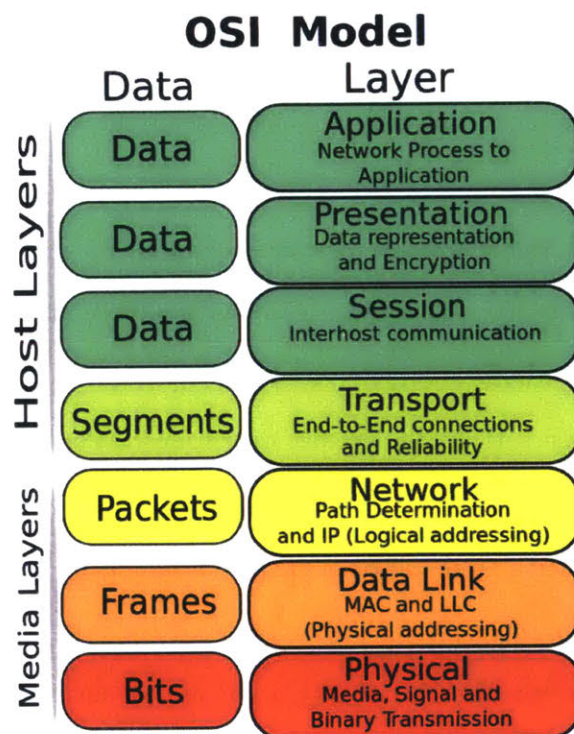 OSI Model
Data
Layer
Host Layers
Data
Application
Network Process to
Application
Data
Presentation
Data representation
and Encryption
Data
Session
Interhost communication
Segments
Transport
End-to-End connections
and Reliability
Media Layers
Packets
Network
Path Determination
and IP (Logical addressing)
Frames
Data Link
MAC and LLC
(Physical addressing)
Bits
Physical
Media, Signal and
Binary Transmission